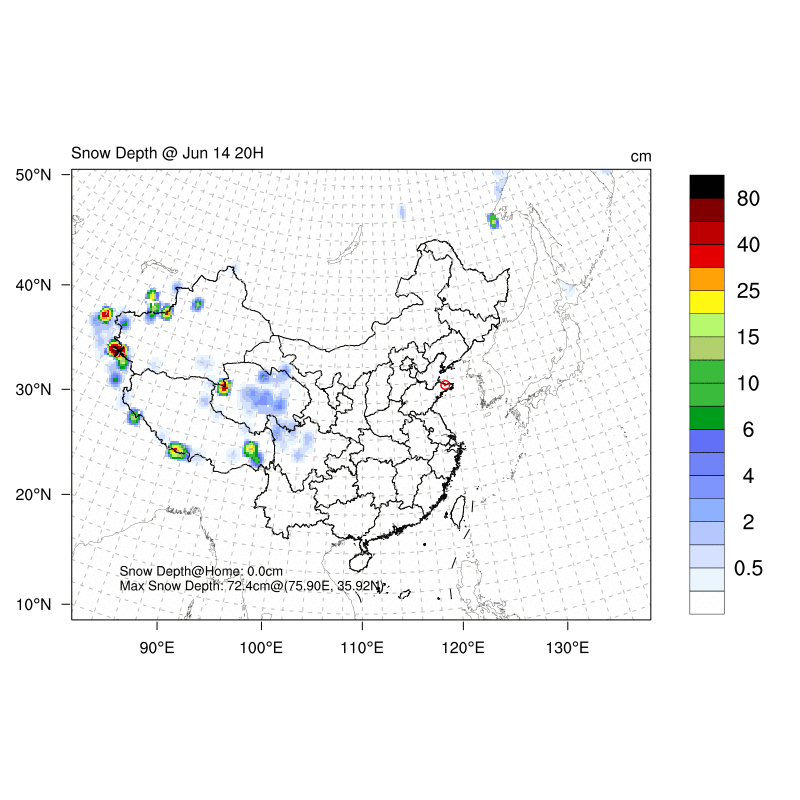 Snow Depth @ Jun 14 20H
cm
50°N
40°N
30°N
20°N
10°N
90°E 100°E 110°E 120°E 130°E
80
40
25
15
10
6
4
2
0.5
Snow Depth@Home: 0.0cm
Max Snow Depth: 72.4cm@(75.90E, 35.92N)